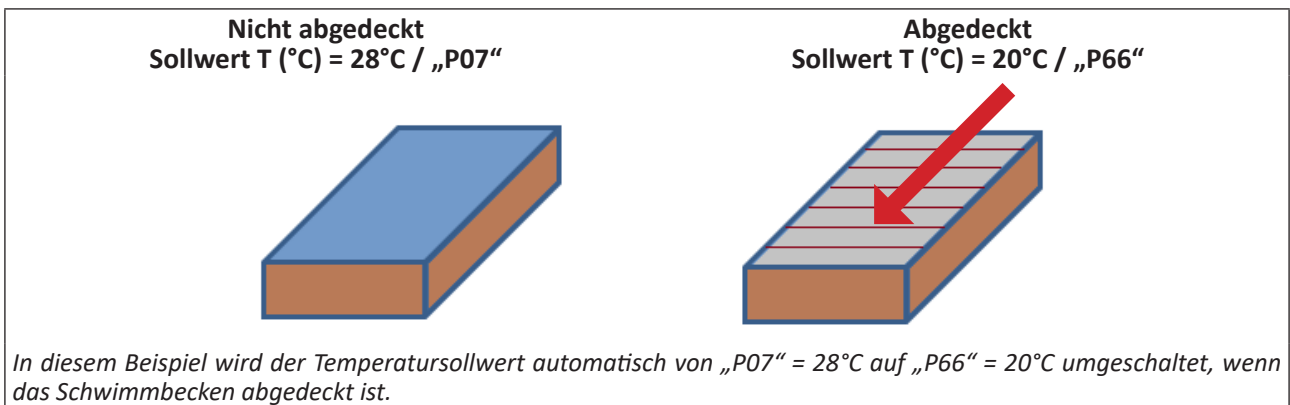 Nicht abgedeckt
Sollwert T (°C) = 28°C / „P07“
Abgedeckt
Sollwert T (°C) = 20°C / „P66“
In diesem Beispiel wird der Temperatursollwert automatisch von „P07“ = 28°C auf „P66“ = 20°C umgeschaltet, wenn
das Schwimmbecken abgedeckt ist.